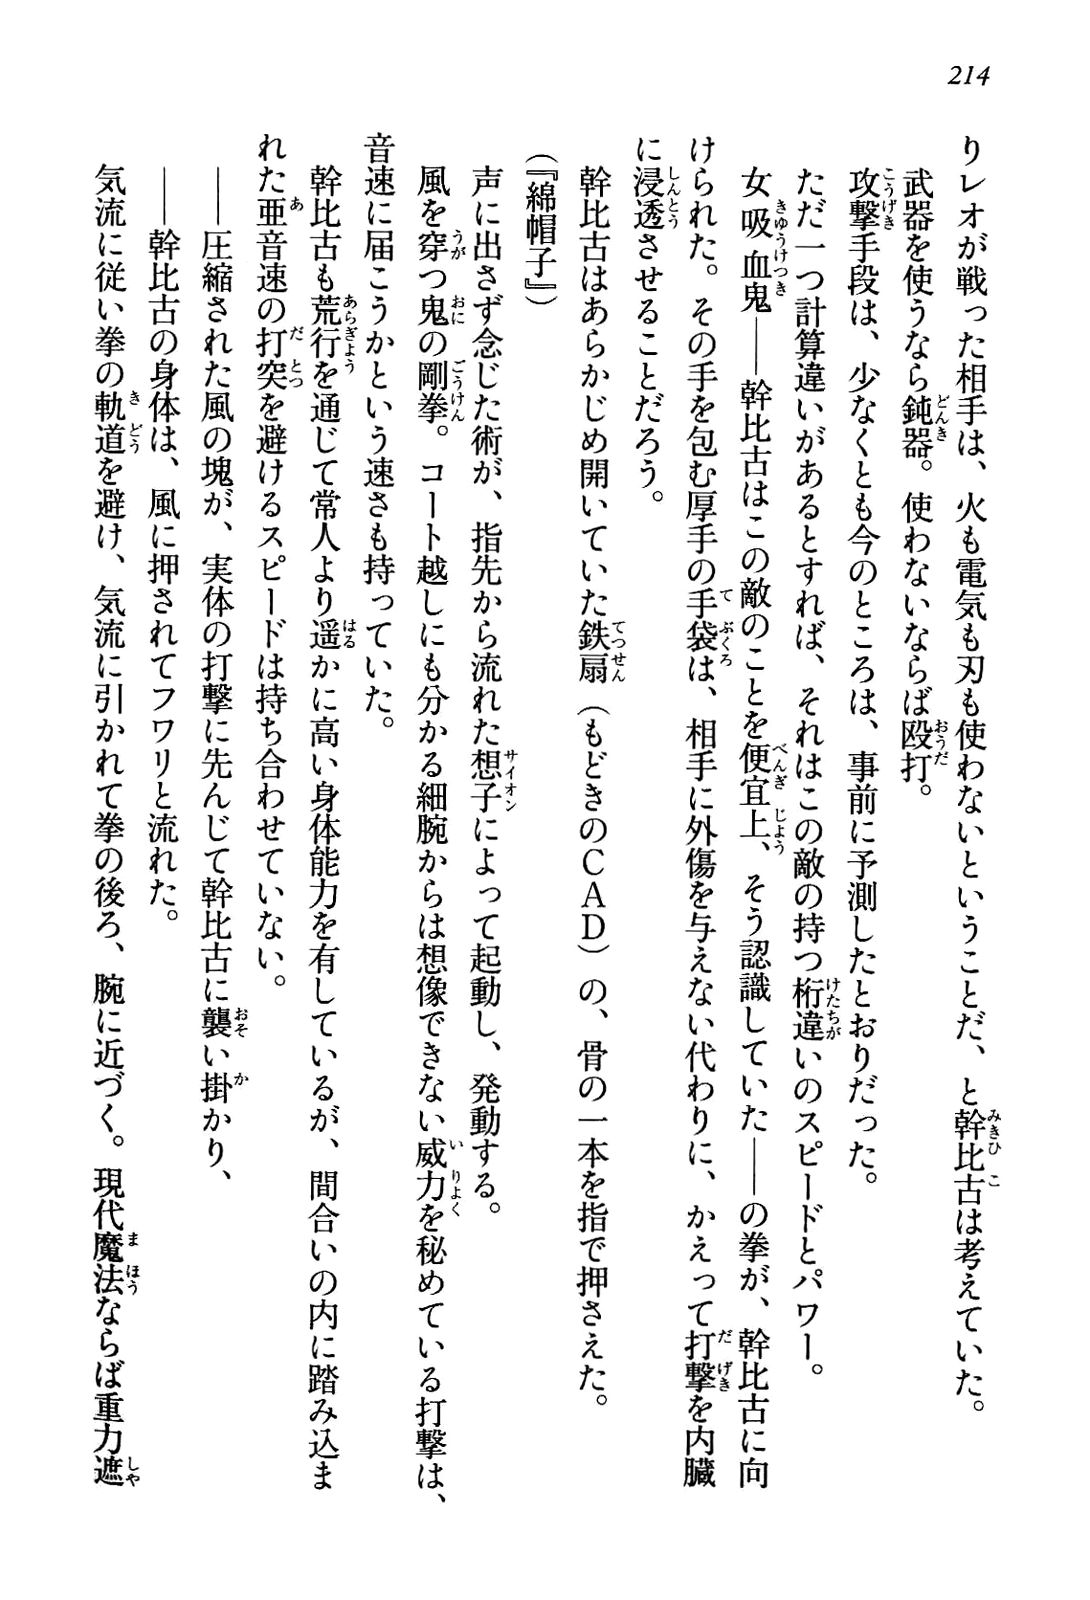 214
りレオが戦った相手は、火も電気も刃も使わないということだ、と幹比古は考えていた。
武器を使うなら鈍器。使わないならば殴打。
攻撃手段は、少なくとも今のところは、事前に予測したとおりだった。
ただ一つ計算違いがあるとすれば、それはこの敵の持つ桁違いのスピードとパワー。
女吸血鬼――幹比古はこの敵のことを便宜上、そう認識していた――の拳が、幹比古に向
けられた。その手を包む厚手の手袋は、相手に外傷を与えない代わりに、かえって打撃を内臓
に浸透させることだろう。
幹比古はあらかじめ開いていた鉄扇（もどきのＣＡＤ）の、骨の一本を指で押さえた。
（『綿帽子』）
声に出さず念じた術が、指先から流れた想子によって起動し、発動する。
風を穿つ鬼の剛拳。コート越しにも分かる細腕からは想像できない威力を秘めている打撃は、
音速に届こうかという速さも持っていた。
幹比古も荒行を通じて常人より遥かに高い身体能力を有しているが、間合いの内に踏み込ま
れた亜音速の打突を避けるスピードは持ち合わせていない。
――圧縮された風の塊が、実体の打撃に先んじて幹比古に襲い掛かり、
――幹比古の身体は、風に押されてフワリと流れた。
気流に従い拳の軌道を避け、気流に引かれて拳の後ろ、腕に近づく。現代魔法ならば重力遮